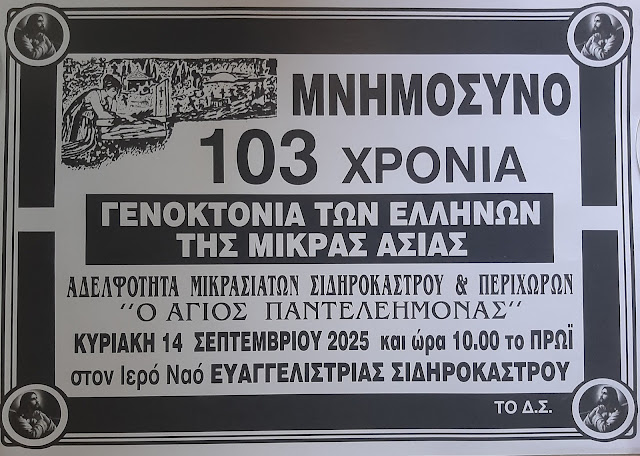 ΜΝΗΜΟΣΥΝΟ
103 ΧΡΟΝΙΑ
ΓΕΝΟΚΤΟΝΙΑ ΤΩΝ ΕΛΛΗΝΩΝ
ΤΗΣ ΜΙΚΡΑΣ ΑΣΙΑΣ
ΑΔΕΛΦΟΤΗΤΑ ΜΙΚΡΑΣΙΑΤΩΝ ΣΙΔΗΡΟΚΑΣΤΡΟΥ & ΠΕΡΙΧΩΡΩΝ
''Ο ΑΓΙΟΣ ΠΑΝΤΕΛΕΗΜΟΝΑΣ''
ΚΥΡΙΑΚΗ 14 ΣΕΠΤΕΜΒΡΙΟΥ 2025 και ώρα 10.00 το ΠΡΩΪ
στον Ιερό Ναό ΕΥΑΓΓΕΛΙΣΤΡΙΑΣ ΣΙΔΗΡΟΚΑΣΤΡΟΥ
ΤΟ Δ.Σ.